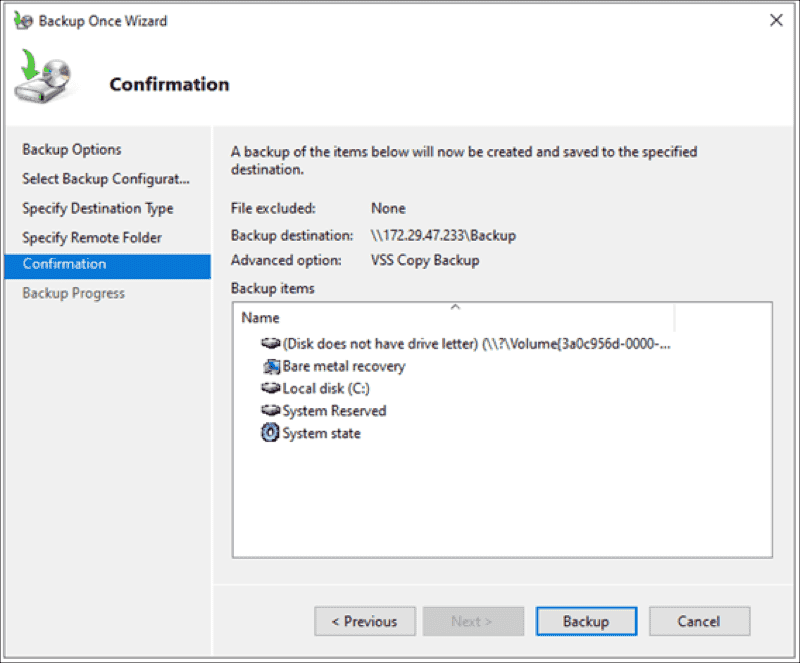 Backup Once Wizard
Confirmation
Backup Options
Select Backup Configurat...
Specify Destination Type
Specify Remote Folder
Confirmation
Backup Progress
A backup of the items below will now be created and saved to the specified
destination.
File excluded: None
Backup destination: \\172.29.47.233\Backup
Advanced option: VSS Copy Backup
Backup items
Name
(Disk does not have drive letter) (\\?\Volume{3a0c956d-0000-...
Bare metal recovery
Local disk (C:)
System Reserved
System state
< Previous Next > Backup Cancel